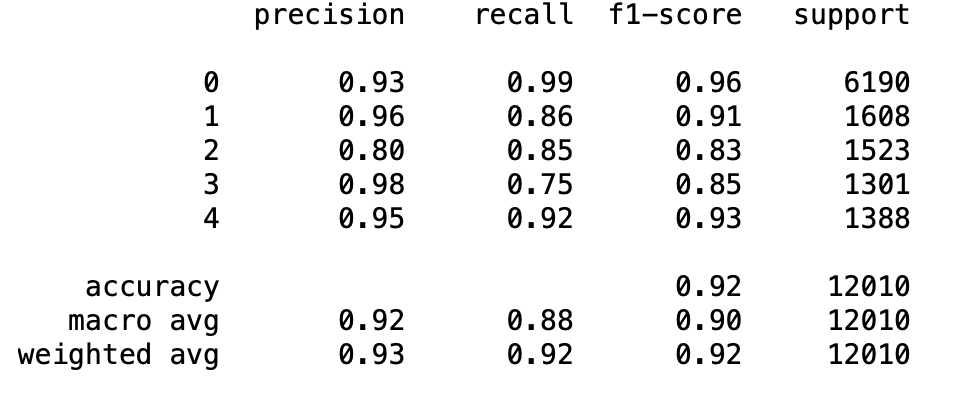 precision recall f1-score support
0 0.93 0.99 0.96 6190
1 0.96 0.86 0.91 1608
2 0.80 0.85 0.83 1523
3 0.98 0.75 0.85 1301
4 0.95 0.92 0.93 1388
accuracy 0.92 12010
macro avg 0.92 0.88 0.90 12010
weighted avg 0.93 0.92 0.92 12010